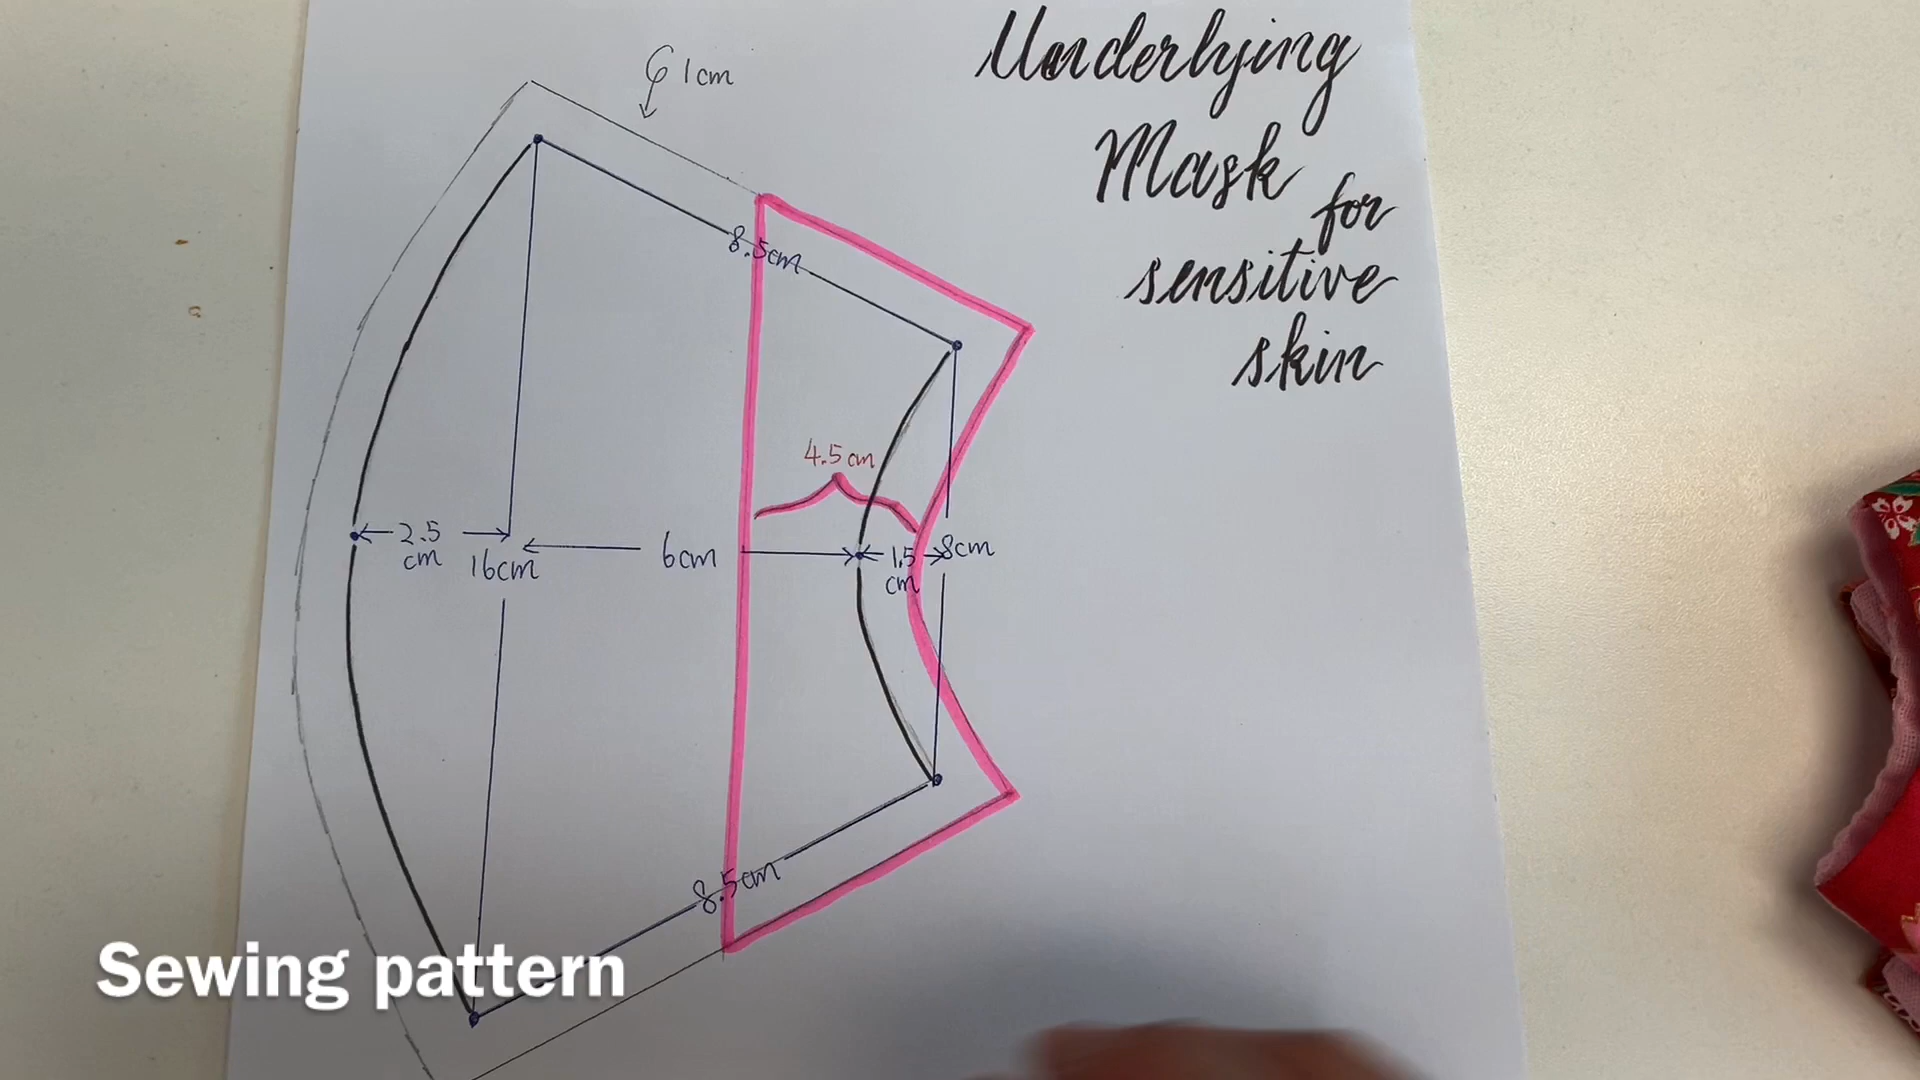 Underlying
Mask
for
sensitive
skin
1cm
8.5cm
4.5cm
2.5
cm
16cm
6cm
1.5
cm
8cm
8.5cm
Sewing pattern